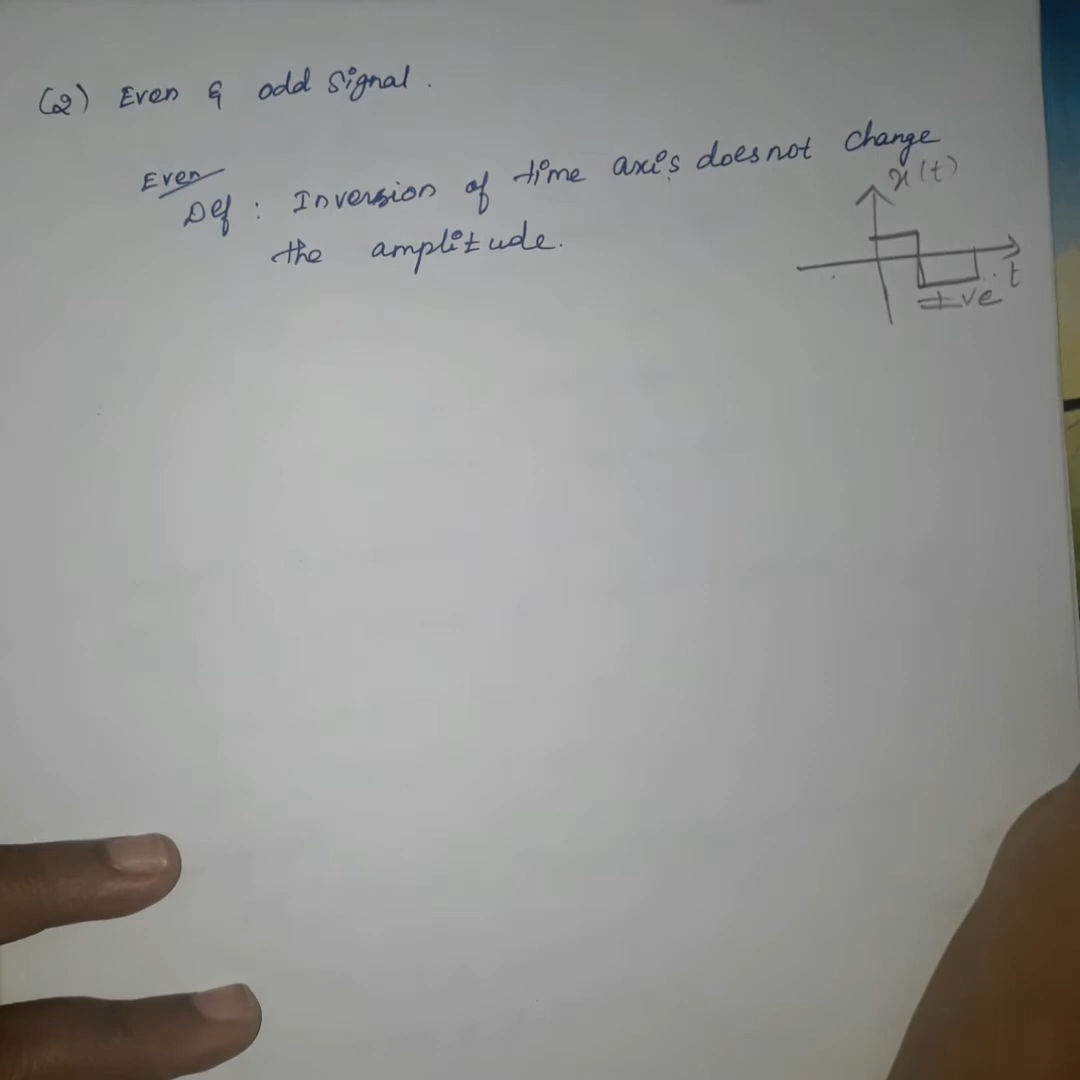 (2) Even & odd Signal.
Even
Def : Inversion of time axis does not change
the amplitude.
x(t)
t
+ve